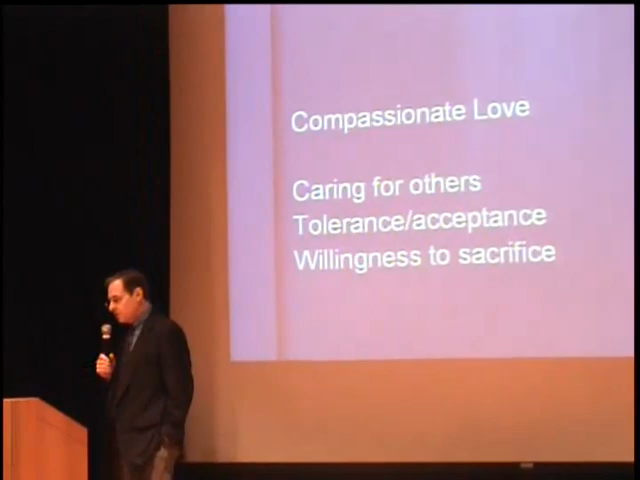 Compassionate Love
Caring for others
Tolerance/acceptance
Willingness to sacrifice